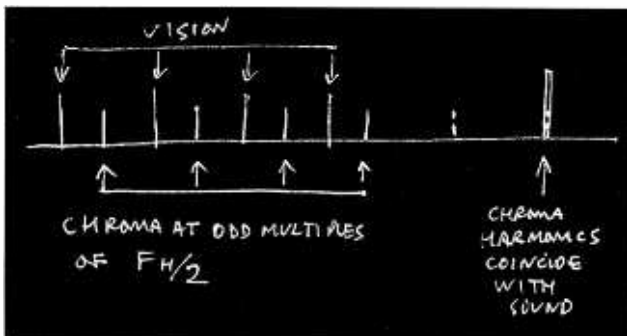 VISION
CHROMA AT ODD MULTIPLES
OF FH/2
CHROMA
HARMONICS
COINCIDE
WITH
SOUND